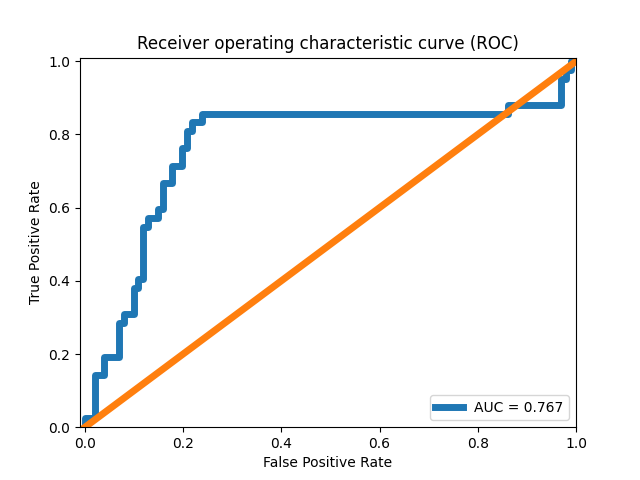 Receiver operating characteristic curve (ROC)
True Positive Rate
1.0
0.8
0.6
0.4
0.2
0.0
0.0 0.2 0.4 0.6 0.8 1.0
False Positive Rate
AUC = 0.767